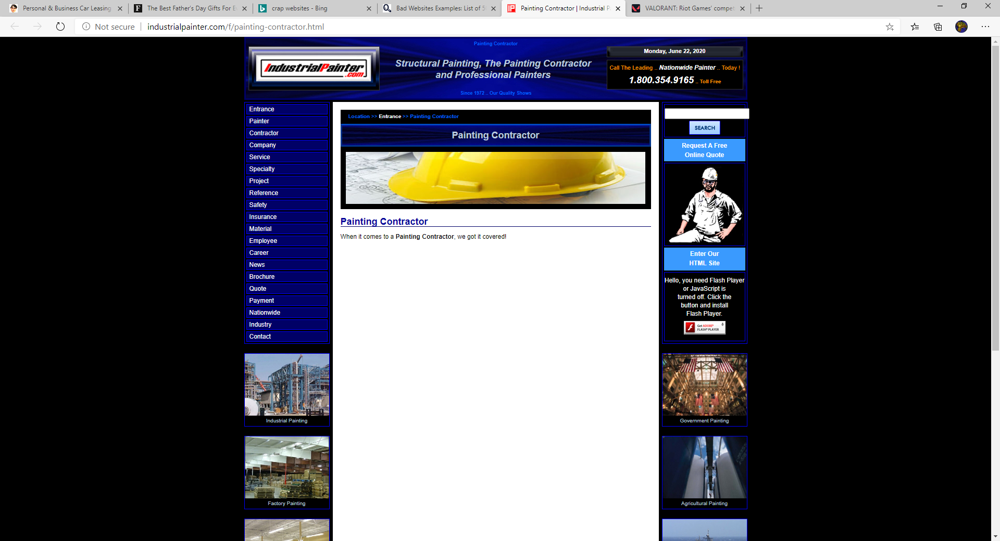 Personal & Business Car Leasing
The Best Father's Day Gifts For E
crap websites - Bing
Bad Websites Examples: List of 5
Painting Contractor | Industrial P
VALORANT: Riot Games' compet
Not secure
industrialpainter.com/f/painting-contractor.html
Painting Contractor
IndustrialPainter
.com
Structural Painting, The Painting Contractor
and Professional Painters
Since 1972 .. Our Quality Shows
Monday, June 22, 2020
Call The Leading .. Nationwide Painter .. Today !
1.800.354.9165 .. Toll Free
Entrance
Painter
Contractor
Company
Service
Specialty
Project
Reference
Safety
Insurance
Material
Employee
Career
News
Brochure
Quote
Payment
Nationwide
Industry
Contact
Industrial Painting
Factory Painting
Location >> Entrance >> Painting Contractor
Painting Contractor
Painting Contractor
When it comes to a Painting Contractor, we got it covered!
SEARCH
Request A Free
Online Quote
Enter Our
HTML Site
Hello, you need Flash Player
or JavaScript is
turned off. Click the
button and install
Flash Player.
Get ADOBE®
FLASH® PLAYER
Government Painting
Agricultural Painting